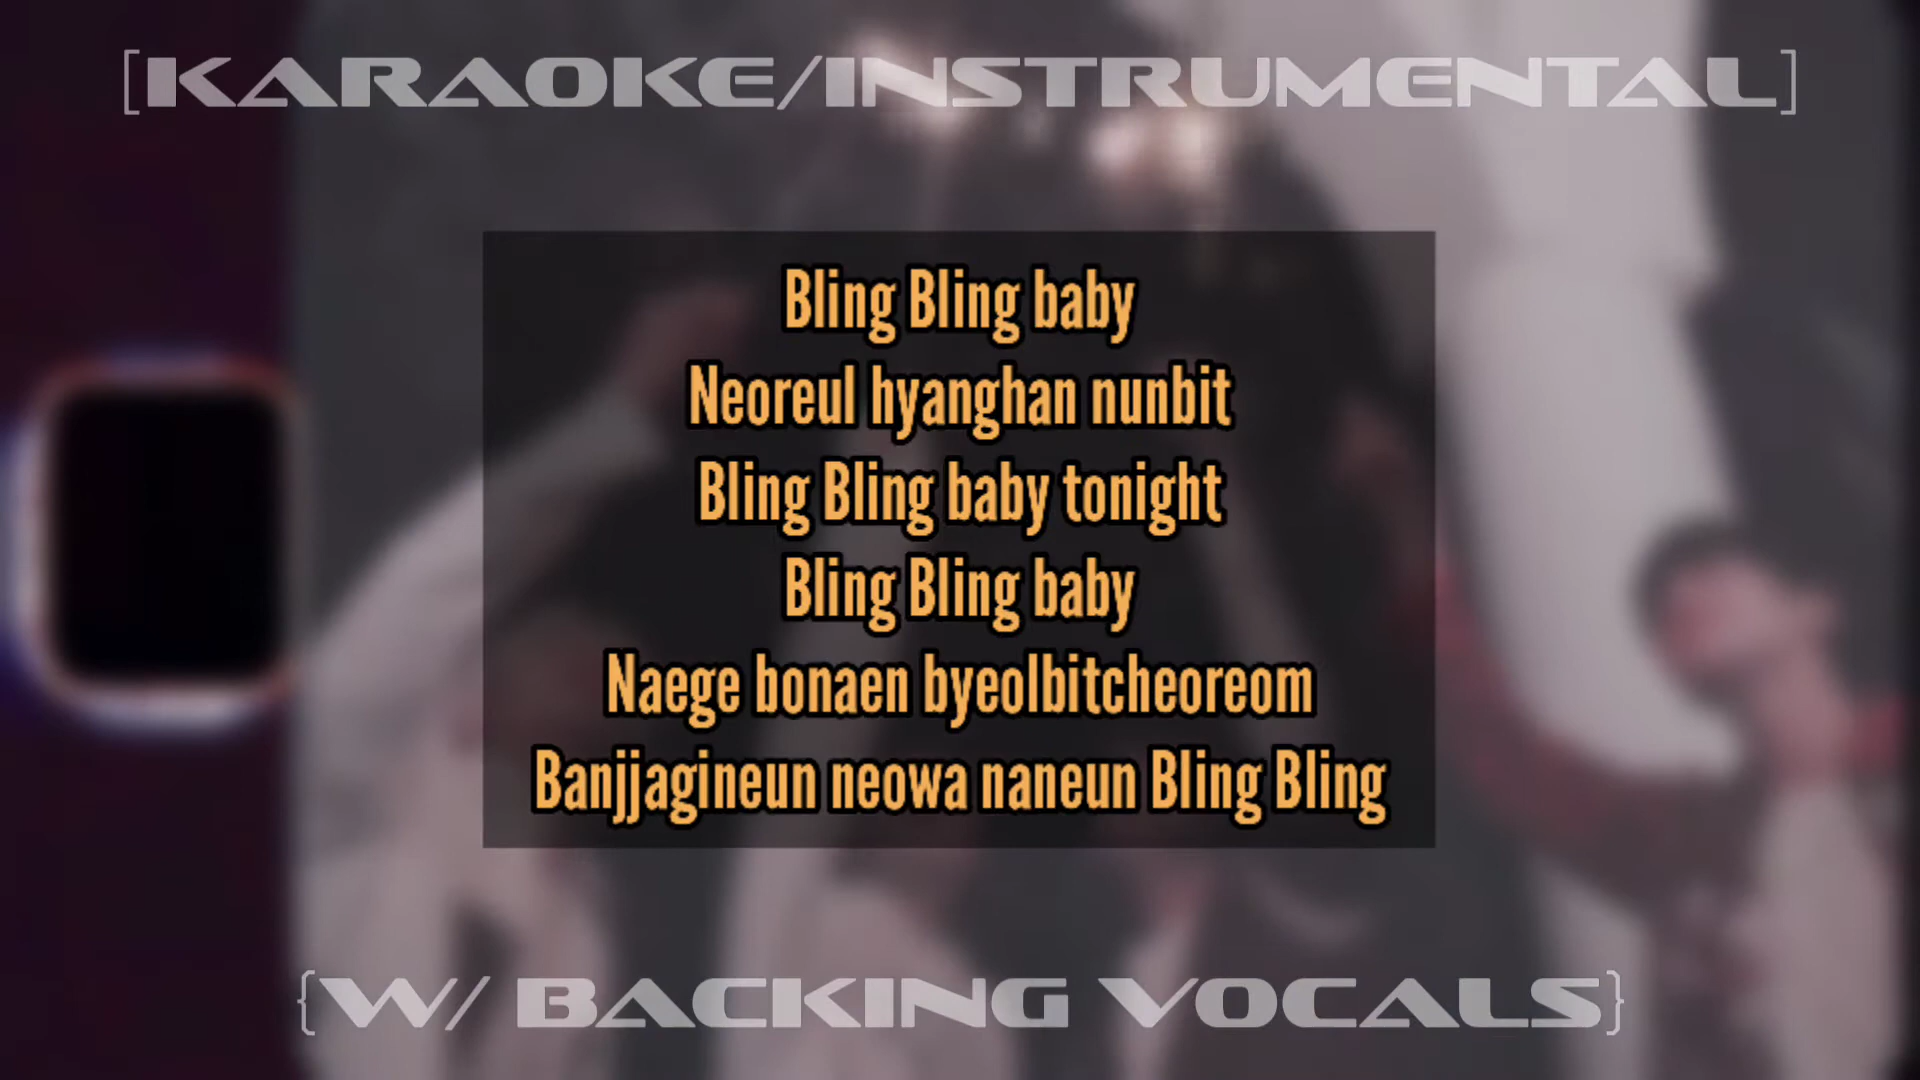 [KARAOKE/INSTRUMENTAL]
Bling Bling baby
Neoreul hyanghan nunbit
Bling Bling baby tonight
Bling Bling baby
Naege bonaen byeolbitcheoreom
Banjjagineun neowa naneun Bling Bling
{W/ BACKING VOCALS}